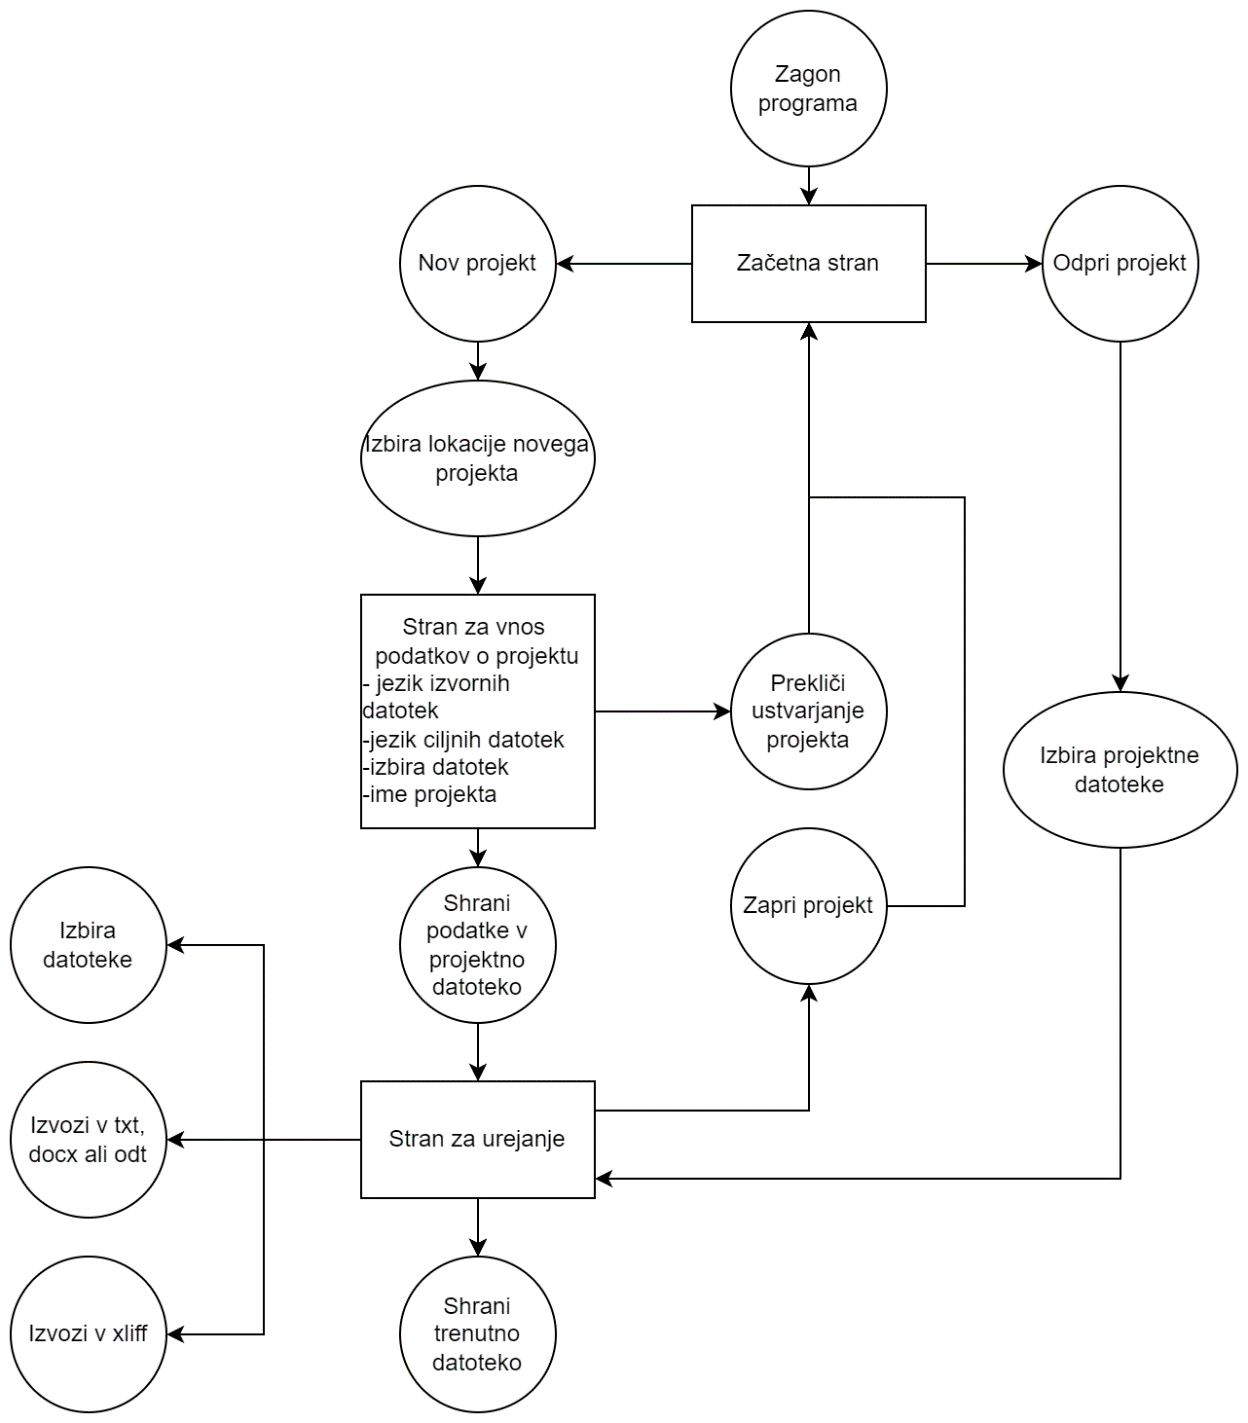 Zagon
programa
Nov projekt
Začetna stran
Odpri projekt
Izbira lokacije novega
projekta
Stran za vnos
podatkov o projektu
- jezik izvornih
datotek
-jezik ciljnih datotek
-izbira datotek
-ime projekta
Prekliči
ustvarjanje
projekta
Izbira projektne
datoteke
Zapri projekt
Shrani
podatke v
projektno
datoteko
Izbira
datoteke
Izvozi v txt,
docx ali odt
Stran za urejanje
Izvozi v xliff
Shrani
trenutno
datoteko